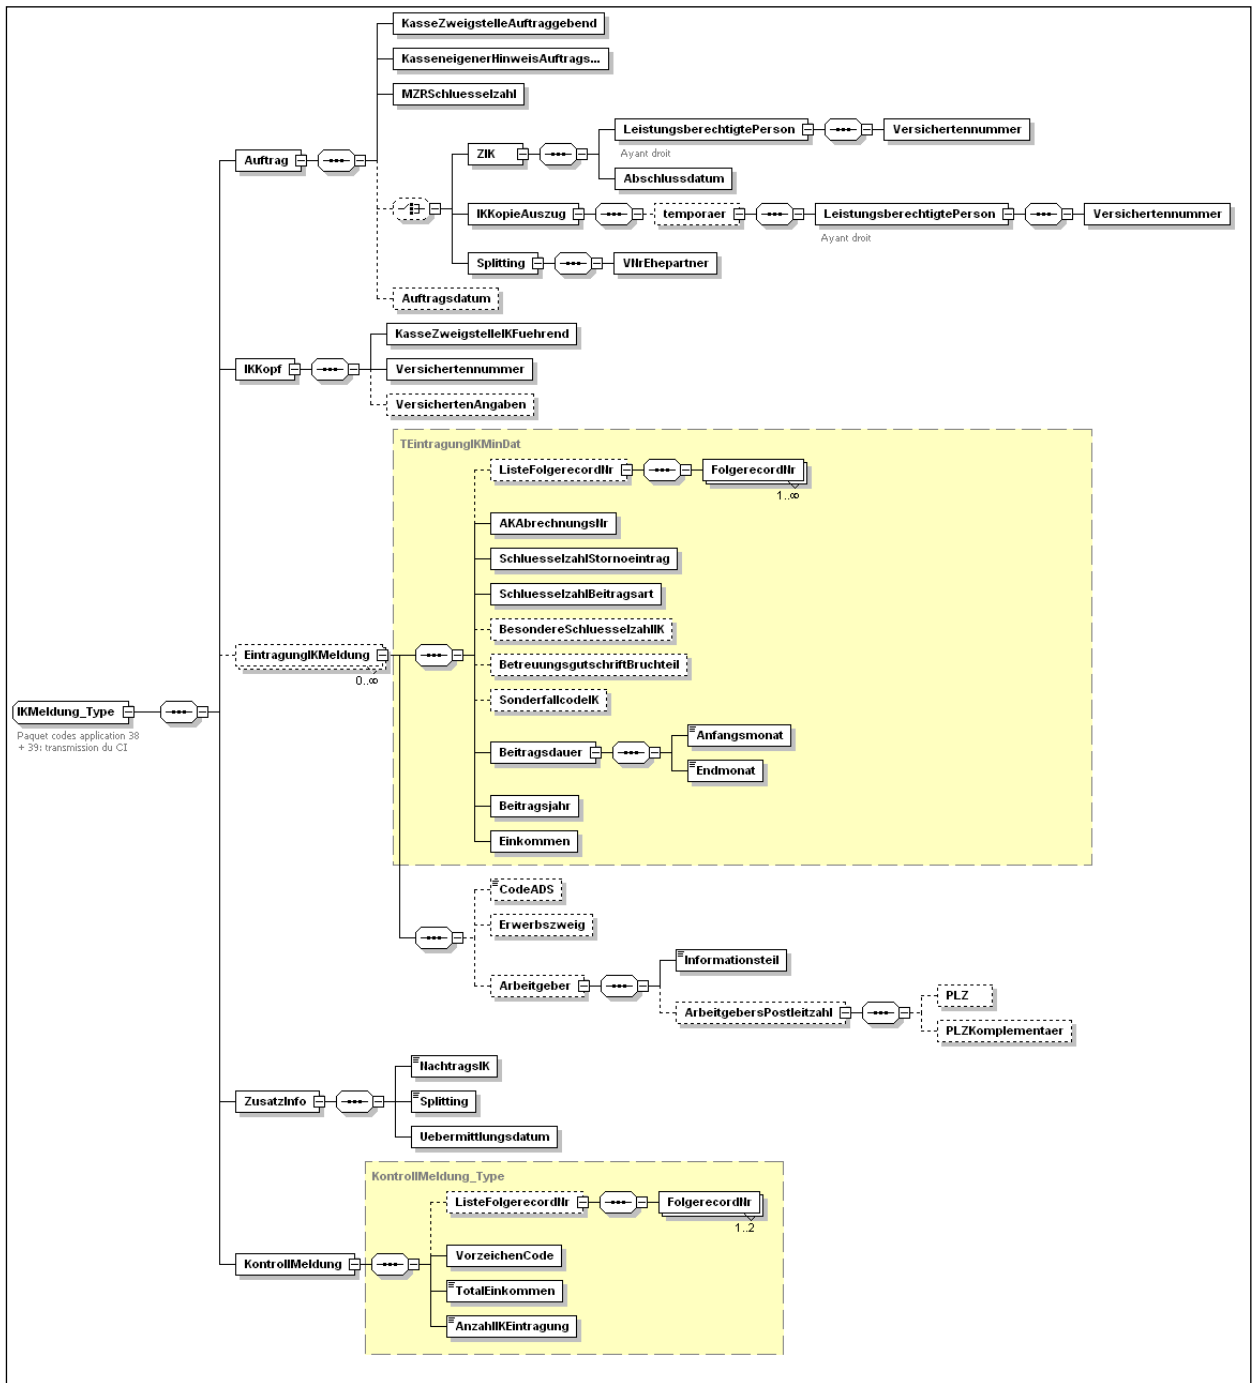 KasseZweigstelleAuftraggebend
KasseneigenerHinweisAuftrags...
MZRSchluesselzahl
LeistungsberechtigtePerson
Versichertennummer
Ayant droit
ZIK
Auftrag
Abschlussdatum
IKKopieAuszug
temporaer
LeistungsberechtigtePerson
Versichertennummer
Ayant droit
Splitting
VNrEhepartner
Auftragsdatum
KasseZweigstelleIKFuehrend
IKKopf
Versichertennummer
VersichertenAngaben
TEintragungIKMinDat
ListeFolgerecordNr
FolgerecordNr
1..∞
AKAbrechnungsNr
SchluesselzahlStornoeintrag
SchluesselzahlBeitragsart
BesondereSchluesselzahlIK
EintragungIKMeldung
0..∞
BetreuungsgutschriftBruchteil
SonderfallcodeIK
IKMeldung_Type
Paquet codes application 38
+ 39: transmission du CI
Anfangsmonat
Beitragsdauer
Endmonat
Beitragsjahr
Einkommen
CodeADS
Erwerbszweig
Informationsteil
Arbeitgeber
ArbeitgebersPostleitzahl
PLZ
PLZKomplementaer
NachtragsIK
ZusatzInfo
Splitting
Uebermittlungsdatum
KontrollMeldung_Type
ListeFolgerecordNr
FolgerecordNr
1..2
VorzeichenCode
KontrollMeldung
TotalEinkommen
AnzahlIKEintragung